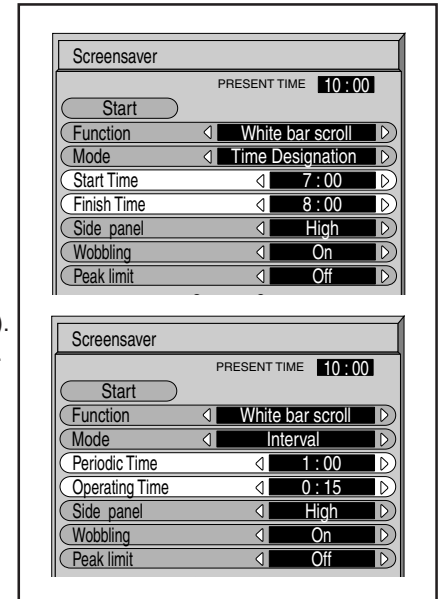 Screensaver
PRESENT TIME 10 : 00
Start
Function White bar scroll
Mode Time Designation
Start Time 7 : 00
Finish Time 8 : 00
Side panel High
Wobbling On
Peak limit Off
).
Screensaver
PRESENT TIME 10 : 00
Start
Function White bar scroll
Mode Interval
Periodic Time 1 : 00
Operating Time 0 : 15
Side panel High
Wobbling On
Peak limit Off